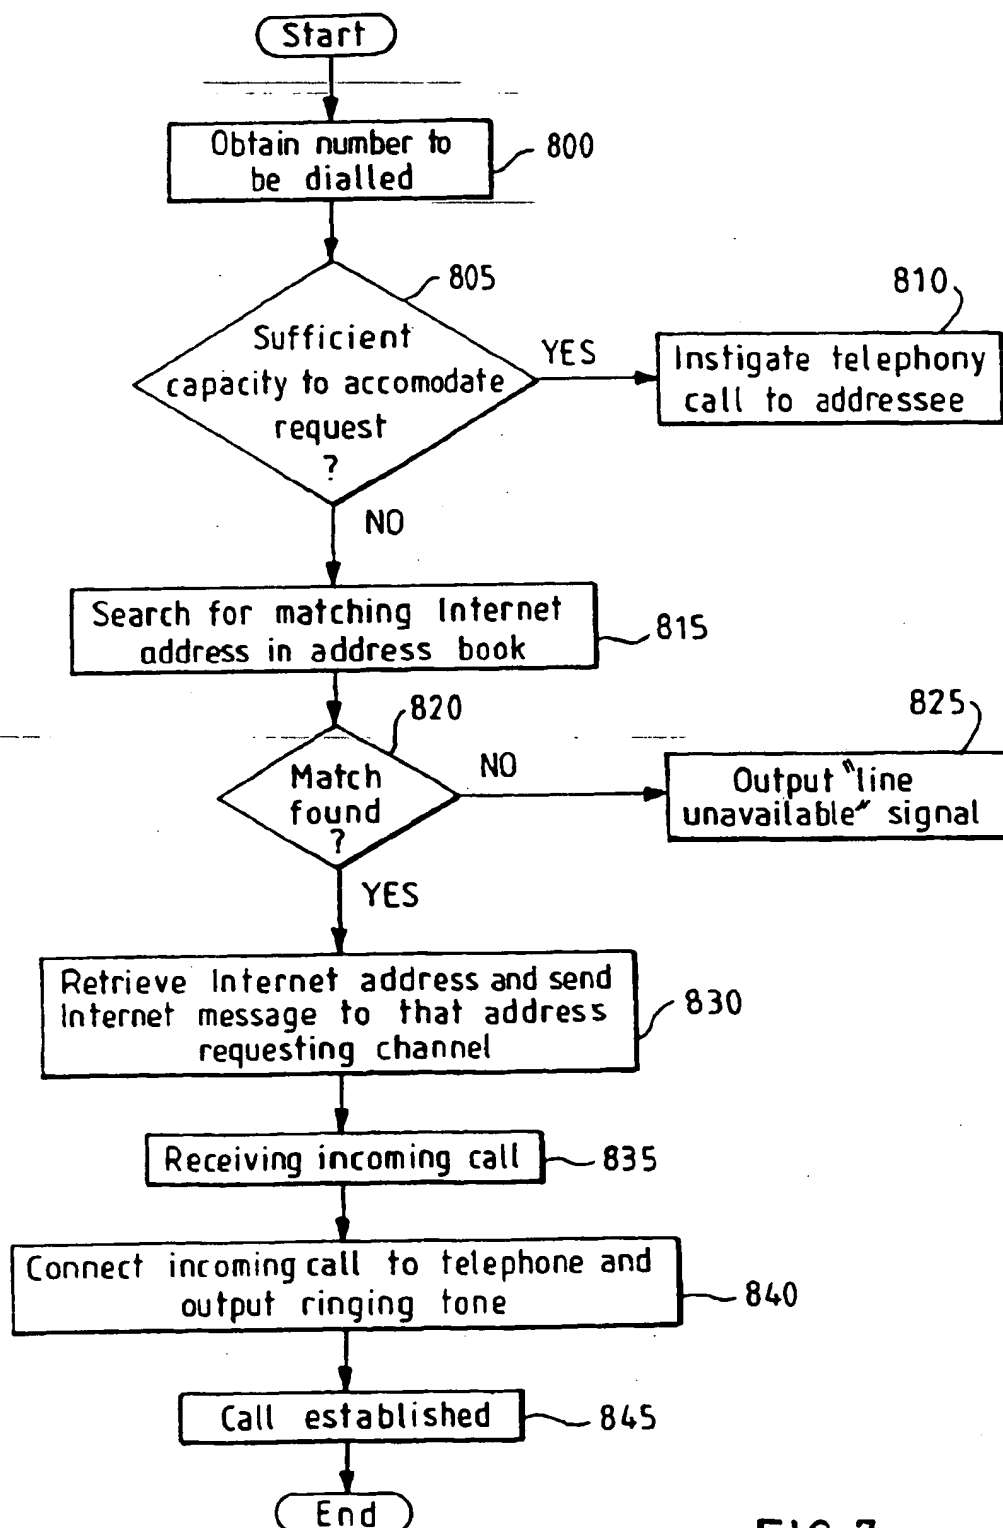 Start
Obtain number to
be dialled
800
805
Sufficient
capacity to accomodate
request
?
YES
810
Instigate telephony
call to addressee
NO
Search for matching Internet
address in address book
815
820
Match
found
?
NO
825
Output "line
unavailable" signal
YES
Retrieve Internet address and send
Internet message to that address
requesting channel
830
Receiving incoming call
835
Connect incoming call to telephone and
output ringing tone
840
Call established
845
End